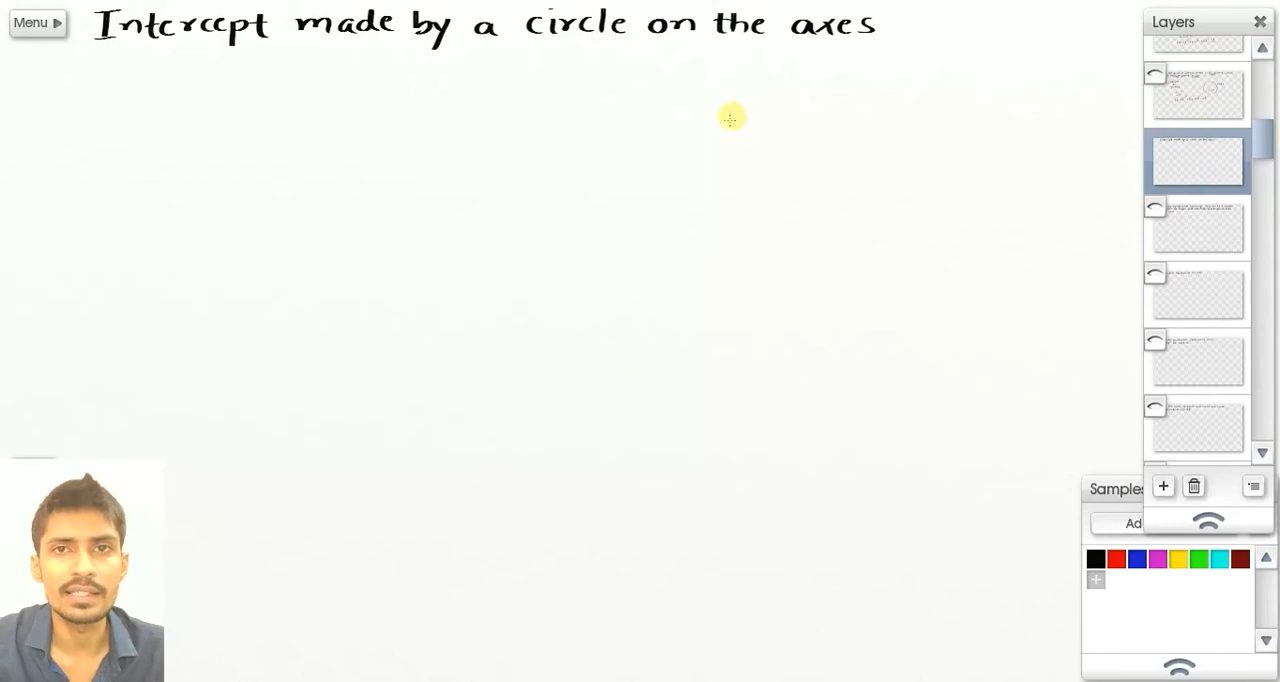 Menu
Intercept made by a circle on the axes
Layers
Samples
Ad